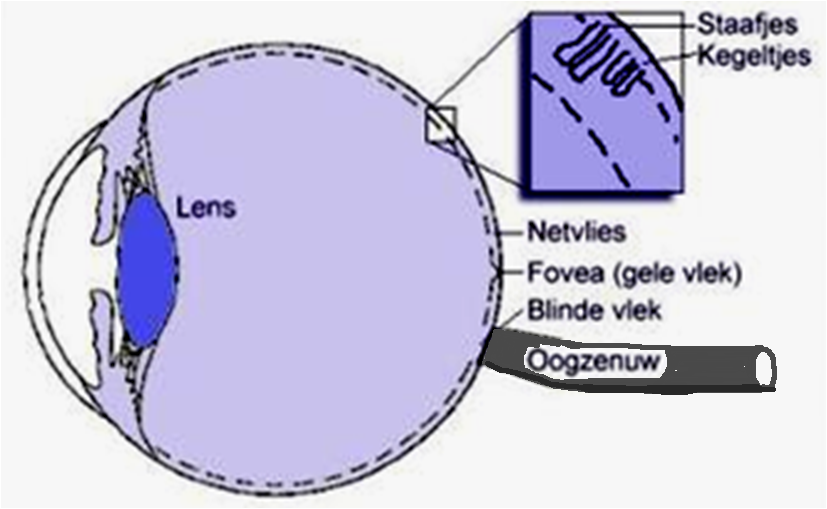 Staafjes
Kegeltjes
Lens
Netvlies
Fovea (gele vlek)
Blinde vlek
Oogzenuw